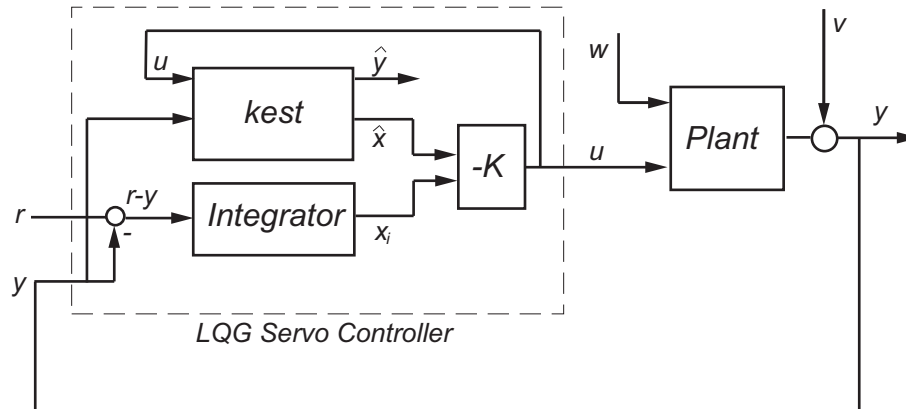 u
ŷ
kest
x̂
w
v
Plant
y
-K
u
r
r-y
-
Integrator
xᵢ
y
LQG Servo Controller